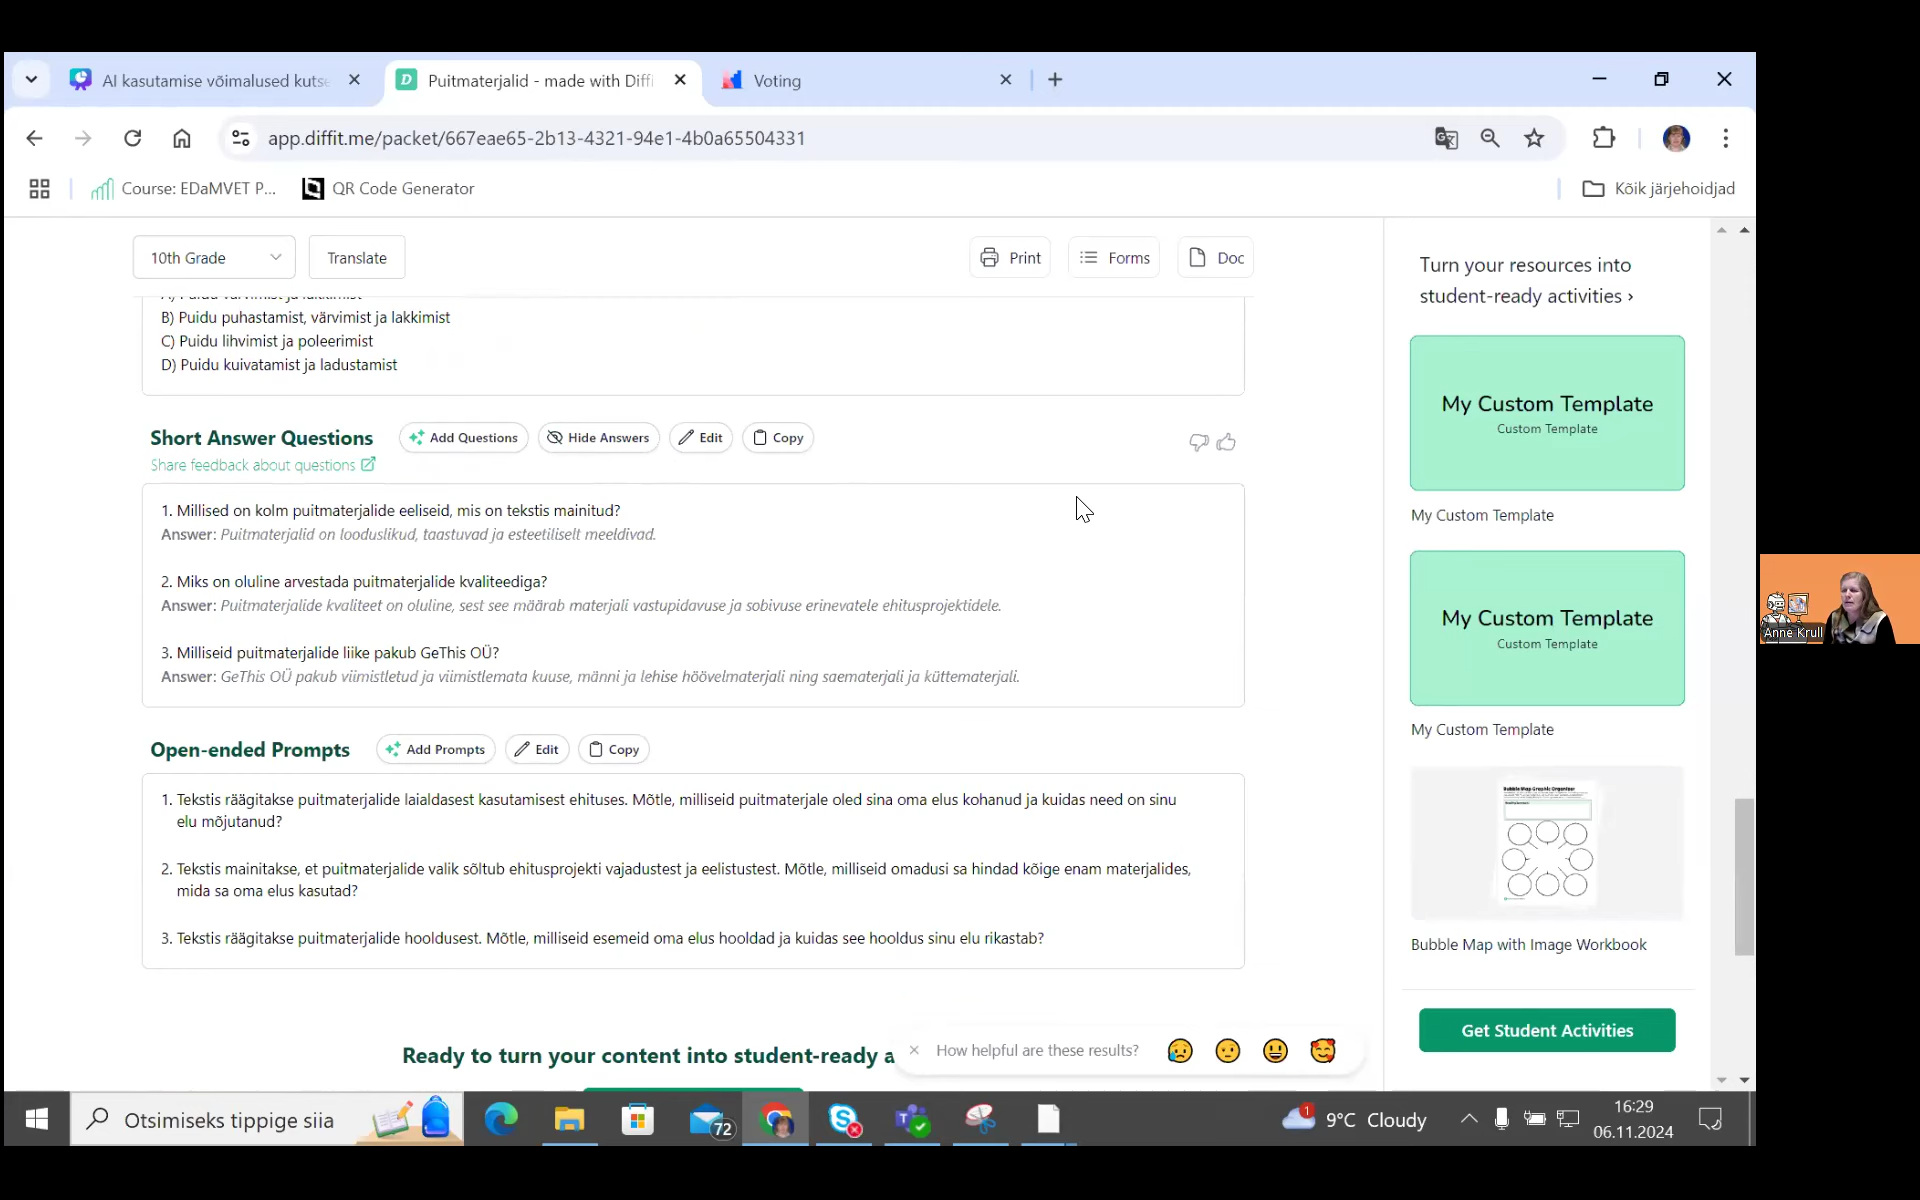 AI kasutamise võimalused kutse
Puitmaterjalid - made with Diffi
Voting
app.diffit.me/packet/667eae65-2b13-4321-94e1-4b0a65504331
Course: EDaMVET P...
QR Code Generator
Kõik järjehoidjad
10th Grade
Translate
Print
Forms
Doc
A) Puidu värvimist ja lakkimist
B) Puidu puhastamist, värvimist ja lakkimist
C) Puidu lihvimist ja poleerimist
D) Puidu kuivatamist ja ladustamist
Short Answer Questions
Add Questions
Hide Answers
Edit
Copy
Share feedback about questions
1. Millised on kolm puitmaterjalide eeliseid, mis on tekstis mainitud?
Answer: Puitmaterjalid on looduslikud, taastuvad ja esteetiliselt meeldivad.
2. Miks on oluline arvestada puitmaterjalide kvaliteediga?
Answer: Puitmaterjalide kvaliteet on oluline, sest see määrab materjali vastupidavuse ja sobivuse erinevatele ehitusprojektidele.
3. Milliseid puitmaterjalide liike pakub GeThis OÜ?
Answer: GeThis OÜ pakub viimistletud ja viimistlemata kuuse, männi ja lehise höövelmaterjali ning saematerjali ja küttematerjali.
Open-ended Prompts
Add Prompts
Edit
Copy
1. Tekstis räägitakse puitmaterjalide laialdasest kasutamisest ehituses. Mõtle, milliseid puitmaterjale oled sina oma elus kohanud ja kuidas need on sinu
elu mõjutanud?
2. Tekstis mainitakse, et puitmaterjalide valik sõltub ehitusprojekti vajadustest ja eelistustest. Mõtle, milliseid omadusi sa hindad kõige enam materjalides,
mida sa oma elus kasutad?
3. Tekstis räägitakse puitmaterjalide hooldusest. Mõtle, milliseid esemeid oma elus hooldad ja kuidas see hooldus sinu elu rikastab?
Ready to turn your content into student-ready a
How helpful are these results?
Turn your resources into
student-ready activities ›
My Custom Template
Custom Template
My Custom Template
My Custom Template
Custom Template
My Custom Template
Bubble Map Graphic Organizer
Bubble Map with Image Workbook
Get Student Activities
Anne Krull
Otsimiseks tippige siia
72
1
9°C Cloudy
16:29
06.11.2024